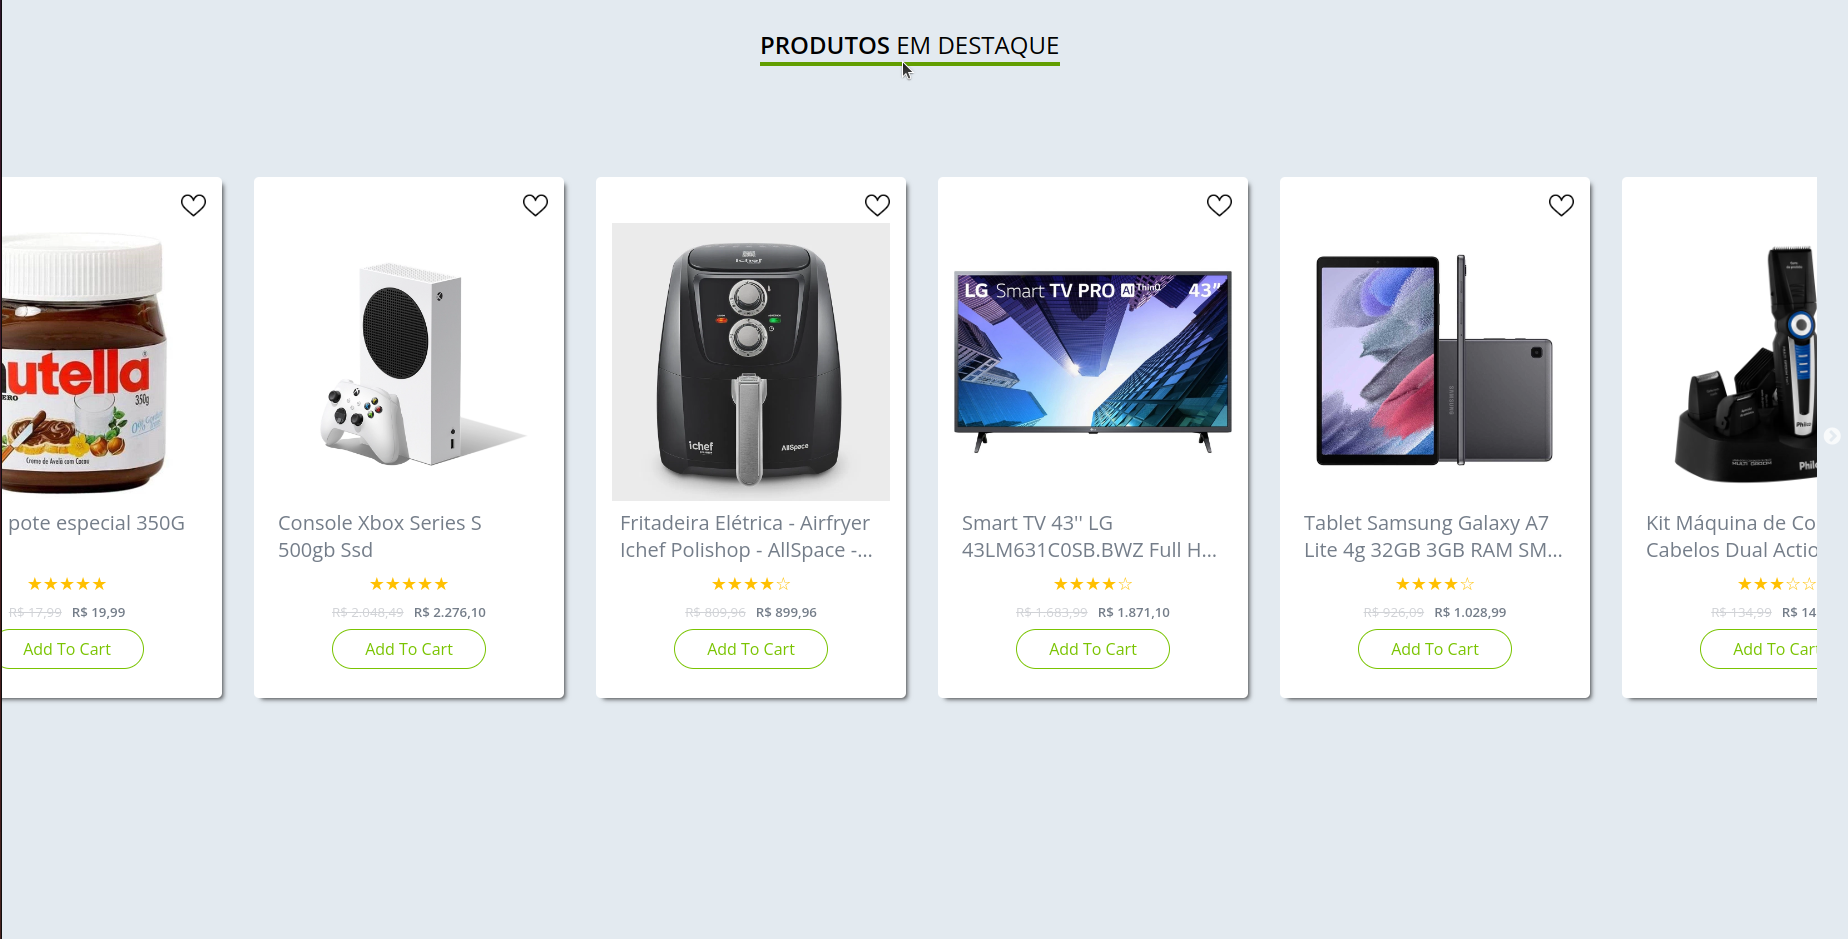 PRODUTOS EM DESTAQUE
nutella
350g
Creme de Avelã com Cacau
pote especial 350G
★★★★★
R$ 17,99 R$ 19,99
Add To Cart
Console Xbox Series S
500gb Ssd
★★★★★
R$ 2.048,49 R$ 2.276,10
Add To Cart
ichef
ichef
AllSpace
Fritadeira Elétrica - Airfryer
Ichef Polishop - AllSpace -...
★★★★☆
R$ 809,96 R$ 899,96
Add To Cart
LG Smart TV PRO AI ThinQ 43”
Smart TV 43'' LG
43LM631C0SB.BWZ Full H...
★★★★☆
R$ 1.683,99 R$ 1.871,10
Add To Cart
SAMSUNG
Tablet Samsung Galaxy A7
Lite 4g 32GB 3GB RAM SM...
★★★★☆
R$ 926,09 R$ 1.028,99
Add To Cart
Philc
Kit Máquina de Co
Cabelos Dual Actio
★★★☆☆
R$ 134,99 R$ 14
Add To Cart